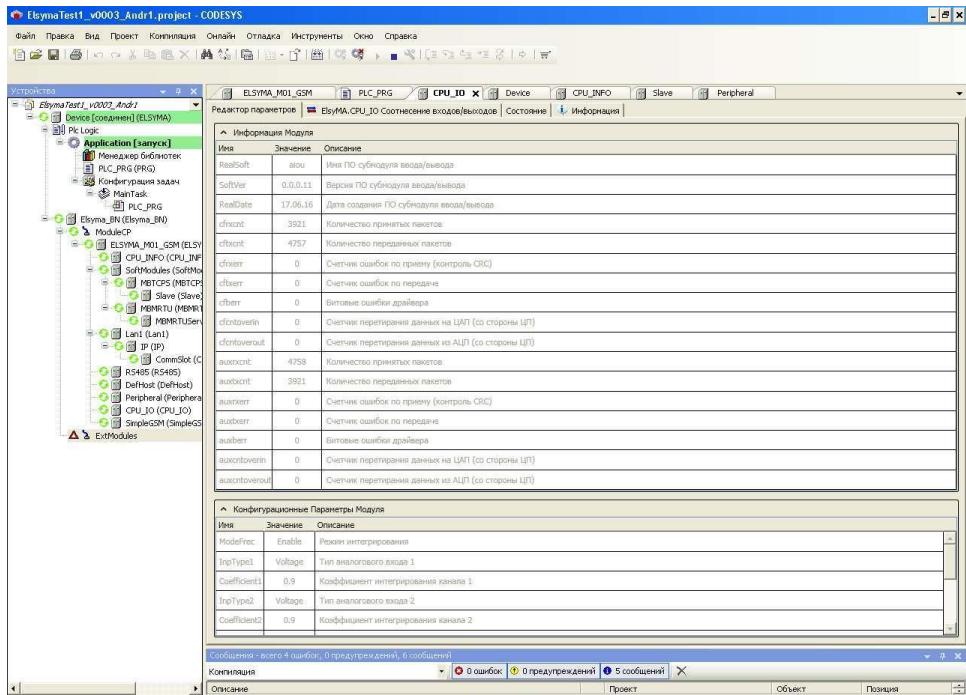 ElsymaTest1_v0003_Andr1.project - CODESYS
Файл Правка Вид Проект Компиляция Онлайн Отладка Инструменты Окно Справка
Устройства
ElsymaTest1_v0003_Andr1
Device [соединен] (ELSYMA)
Plc Logic
Application [запуск]
Менеджер библиотек
PLC_PRG (PRG)
Конфигурация задач
MainTask
PLC_PRG
Elsyma_BN (Elsyma_BN)
ModuleCP
ELSYMA_M01_GSM (ELSY
CPU_INFO (CPU_INF
SoftModules (SoftMo
MBTCPS (MBTCP
Slave (Slave)
MBMRTU (MBMRT
MBMRTUSer
Lan1 (Lan1)
IP (IP)
CommSlot (C
RS485 (RS485)
DefHost (DefHost)
Peripheral (Periphera
CPU_IO (CPU_IO)
SimpleGSM (SimpleGS
ExtModules
ELSYMA_M01_GSM PLC_PRG CPU_IO X Device CPU_INFO Slave Peripheral
Редактор параметров ElsyMA.CPU_IO Соотнесение входов/выходов Состояние Информация
Информация Модуля
Имя Значение Описание
RealSoft aiou Имя ПО субмодуля ввода/вывода
SoftVer 0.0.0.11 Версия ПО субмодуля ввода/вывода
RealDate 17.06.16 Дата создания ПО субмодуля ввода/вывода
cfrxcnt 3921 Количество принятых пакетов
cftxcnt 4757 Количество переданных пакетов
cfrxerr 0 Счетчик ошибок по приему (контроль CRC)
cftxerr 0 Счетчик ошибок по передаче
cfberr 0 Битовые ошибки драйвера
cfcntoverin 0 Счетчик перетирания данных на ЦАП (со стороны ЦП)
cfcntoverout 0 Счетчик перетирания данных из АЦП (со стороны ЦП)
auxrxcnt 4758 Количество принятых пакетов
auxtxcnt 3921 Количество переданных пакетов
auxrxerr 0 Счетчик ошибок по приему (контроль CRC)
auxtxerr 0 Счетчик ошибок по передаче
auxberr 0 Битовые ошибки драйвера
auxcntoverin 0 Счетчик перетирания данных на ЦАП (со стороны ЦП)
auxcntoverout 0 Счетчик перетирания данных из АЦП (со стороны ЦП)
Конфигурационные Параметры Модуля
Имя Значение Описание
ModeFrec Enable Режим интегрирования
InpType1 Voltage Тип аналогового входа 1
Coefficient1 0.9 Коэффициент интегрирования канала 1
InpType2 Voltage Тип аналогового входа 2
Coefficient2 0.9 Коэффициент интегрирования канала 2
Сообщения - всего 4 ошибок, 0 предупреждений, 6 сообщений
Компиляция 0 ошибок 0 предупреждений 5 сообщений
Описание Проект Объект Позиция